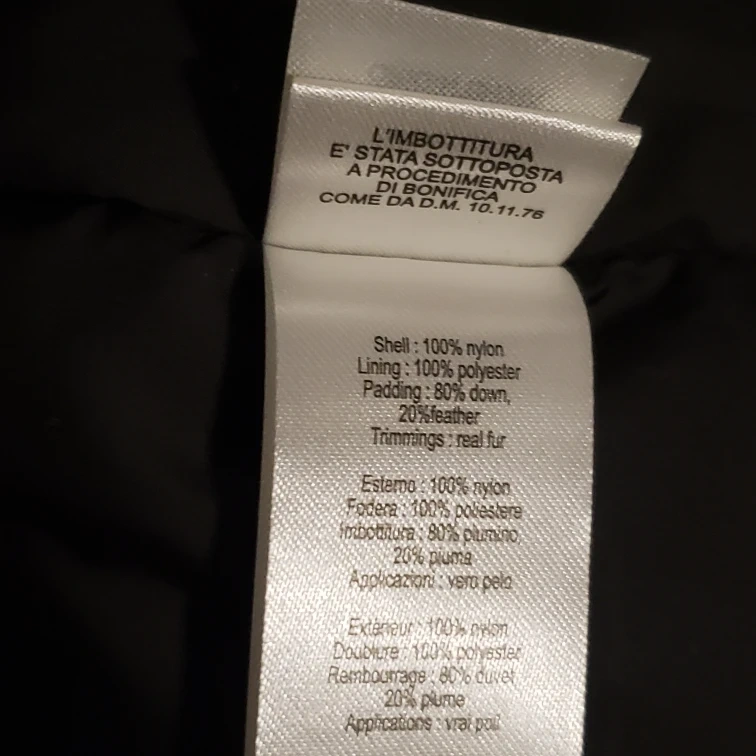 L'IMBOTTITURA
E' STATA SOTTOPOSTA
A PROCEDIMENTO
DI BONIFICA
COME DA D.M. 10.11.76
Shell : 100% nylon
Lining : 100% polyester
Padding : 80% down,
20%feather
Trimmings : real fur
Esterno : 100% nylon
Fodera : 100% poliestere
Imbottitura : 80% piumino,
20% piuma
Applicazioni : vero pelo
Extérieur : 100% nylon
Doublure : 100% polyester
Rembourrage : 80% duvet
20% plume
Applications : vrai poil